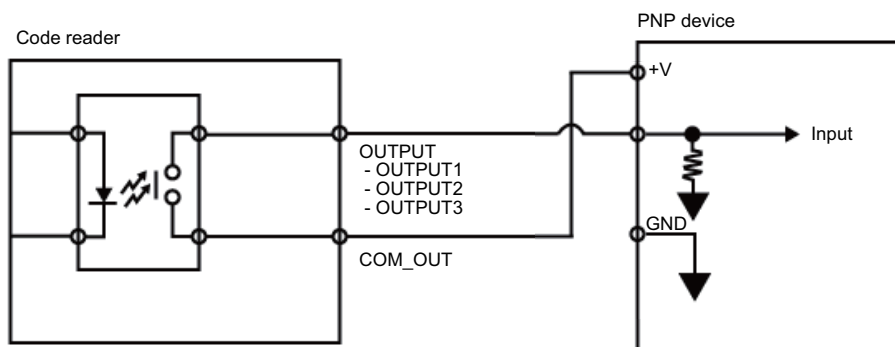 PNP device
Code reader
+V
Input
OUTPUT
- OUTPUT1
- OUTPUT2
- OUTPUT3
GND
COM_OUT